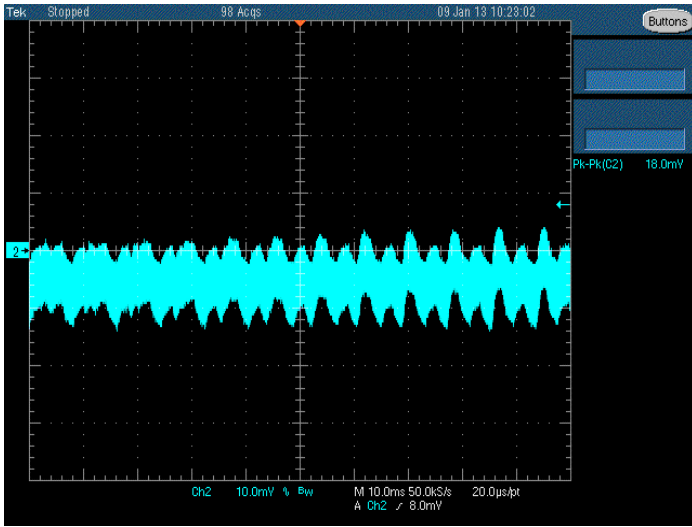 Tek Stopped 98 Acqs 09 Jan 13 10:23:02
Buttons
Pk-Pk(C2) 18.0mV
2
Ch2 10.0mV % Bw M 10.0ms 50.0kS/s 20.0µs/pt
A Ch2 / 8.0mV